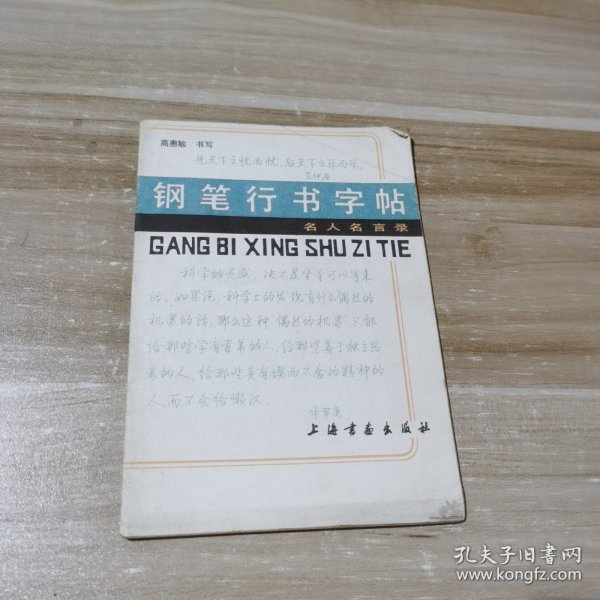 高惠敏 书写
先天下之忧而忧，后天下之乐而乐。
范仲淹
钢笔行书字帖
名人名言录
GANG BI XING SHU ZI TIE
科学的灵感，决不是坐等可以等来
的。如果说，科学上的发现有什么偶然的
机遇的话，那么这种“偶然的机遇”只能
给那些学有素养的人，给那些善于独立思
考的人，给那些具有锲而不舍的精神的
人，而不会给懒汉。
华罗庚
上海书画出版社
孔夫子旧书网
www.kongfz.com